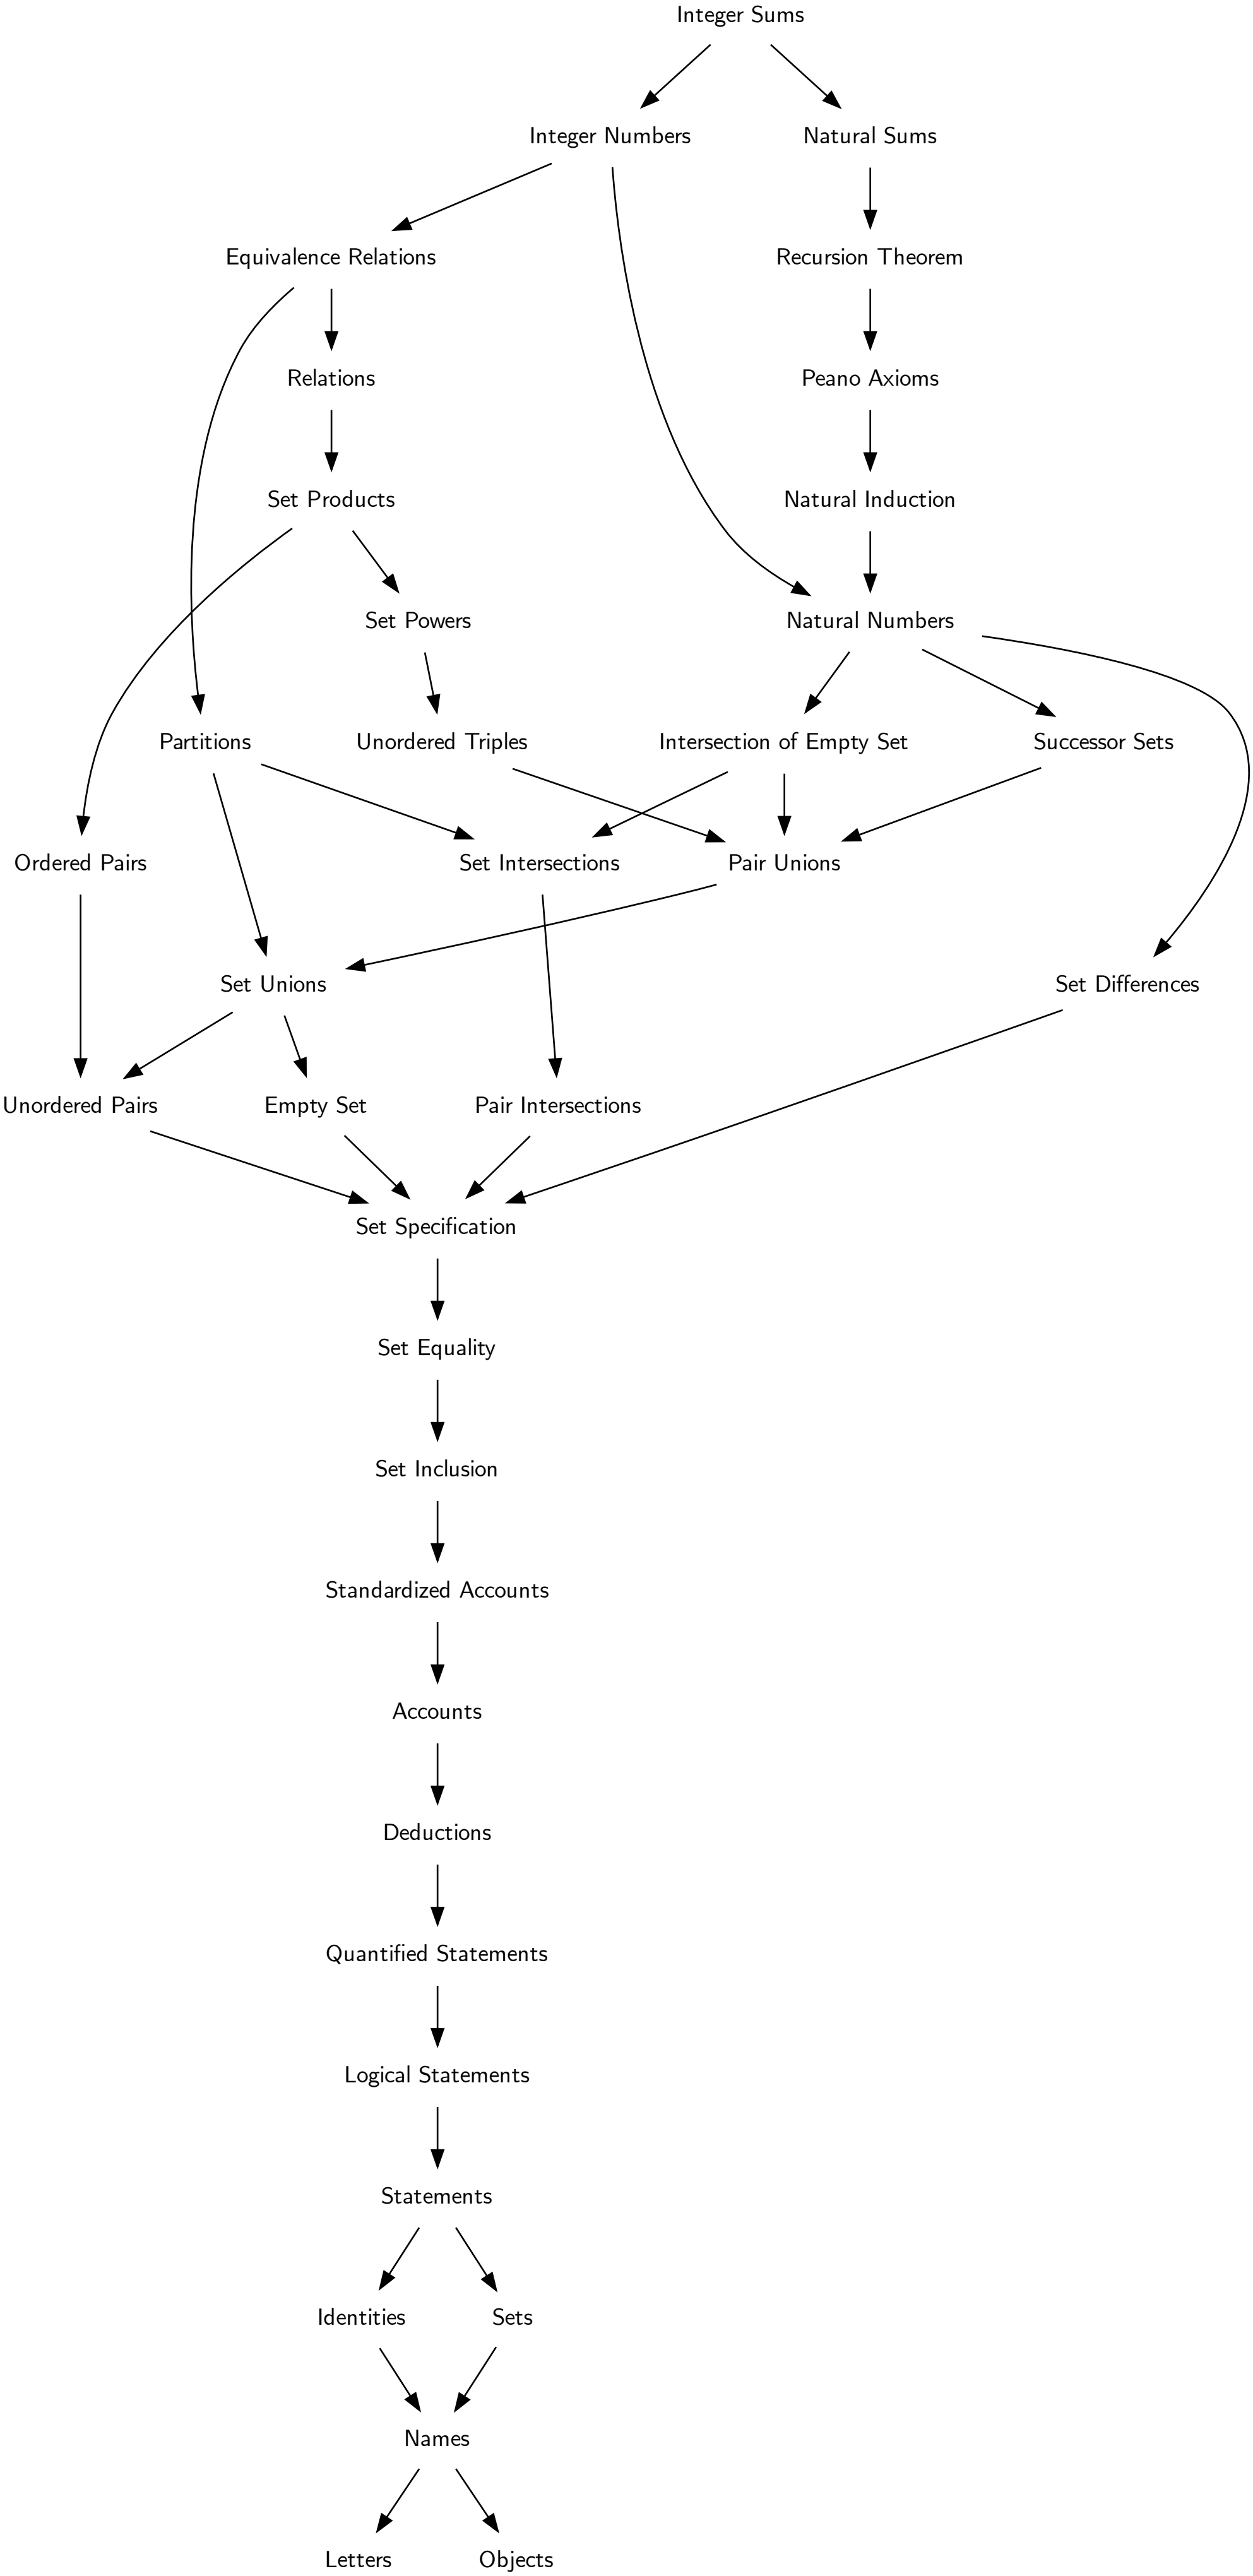 Integer Sums
Integer Numbers
Natural Sums
Equivalence Relations
Recursion Theorem
Relations
Peano Axioms
Set Products
Natural Induction
Set Powers
Natural Numbers
Partitions
Unordered Triples
Intersection of Empty Set
Successor Sets
Ordered Pairs
Set Intersections
Pair Unions
Set Unions
Set Differences
Unordered Pairs
Empty Set
Pair Intersections
Set Specification
Set Equality
Set Inclusion
Standardized Accounts
Accounts
Deductions
Quantified Statements
Logical Statements
Statements
Identities
Sets
Names
Letters
Objects